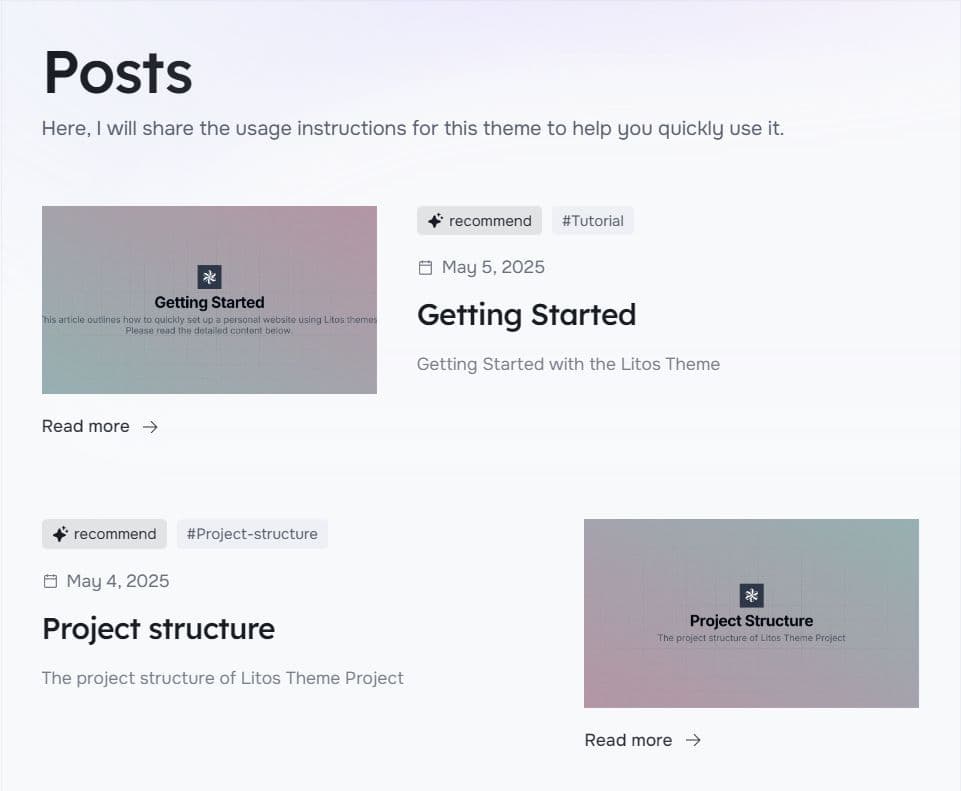 Posts
Here, I will share the usage instructions for this theme to help you quickly use it.
Getting Started
This article outlines how to quickly set up a personal website using Litos themes
Please read the detailed content below.
Read more
recommend
#Tutorial
May 5, 2025
Getting Started
Getting Started with the Litos Theme
recommend
#Project-structure
May 4, 2025
Project structure
The project structure of Litos Theme Project
Project Structure
The project structure of Litos Theme Project
Read more